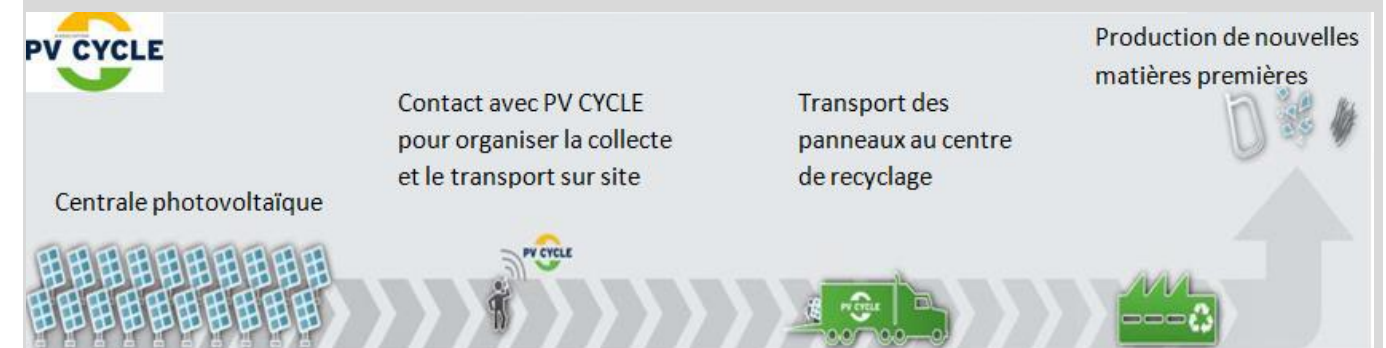 PV CYCLE
Production de nouvelles
matières premières
Contact avec PV CYCLE
pour organiser la collecte
et le transport sur site
Transport des
panneaux au centre
de recyclage
Centrale photovoltaïque
PV CYCLE
PV CYCLE